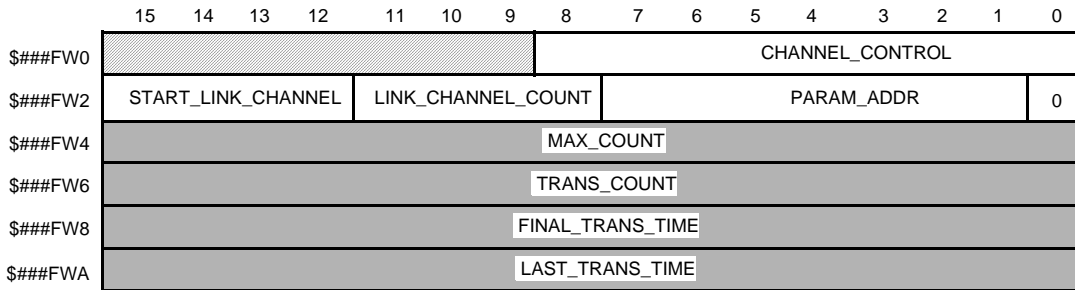 15 14 13 12 11 10 9 8 7 6 5 4 3 2 1 0
$###FW0 CHANNEL_CONTROL
$###FW2 START_LINK_CHANNEL LINK_CHANNEL_COUNT PARAM_ADDR 0
$###FW4 MAX_COUNT
$###FW6 TRANS_COUNT
$###FW8 FINAL_TRANS_TIME
$###FWA LAST_TRANS_TIME